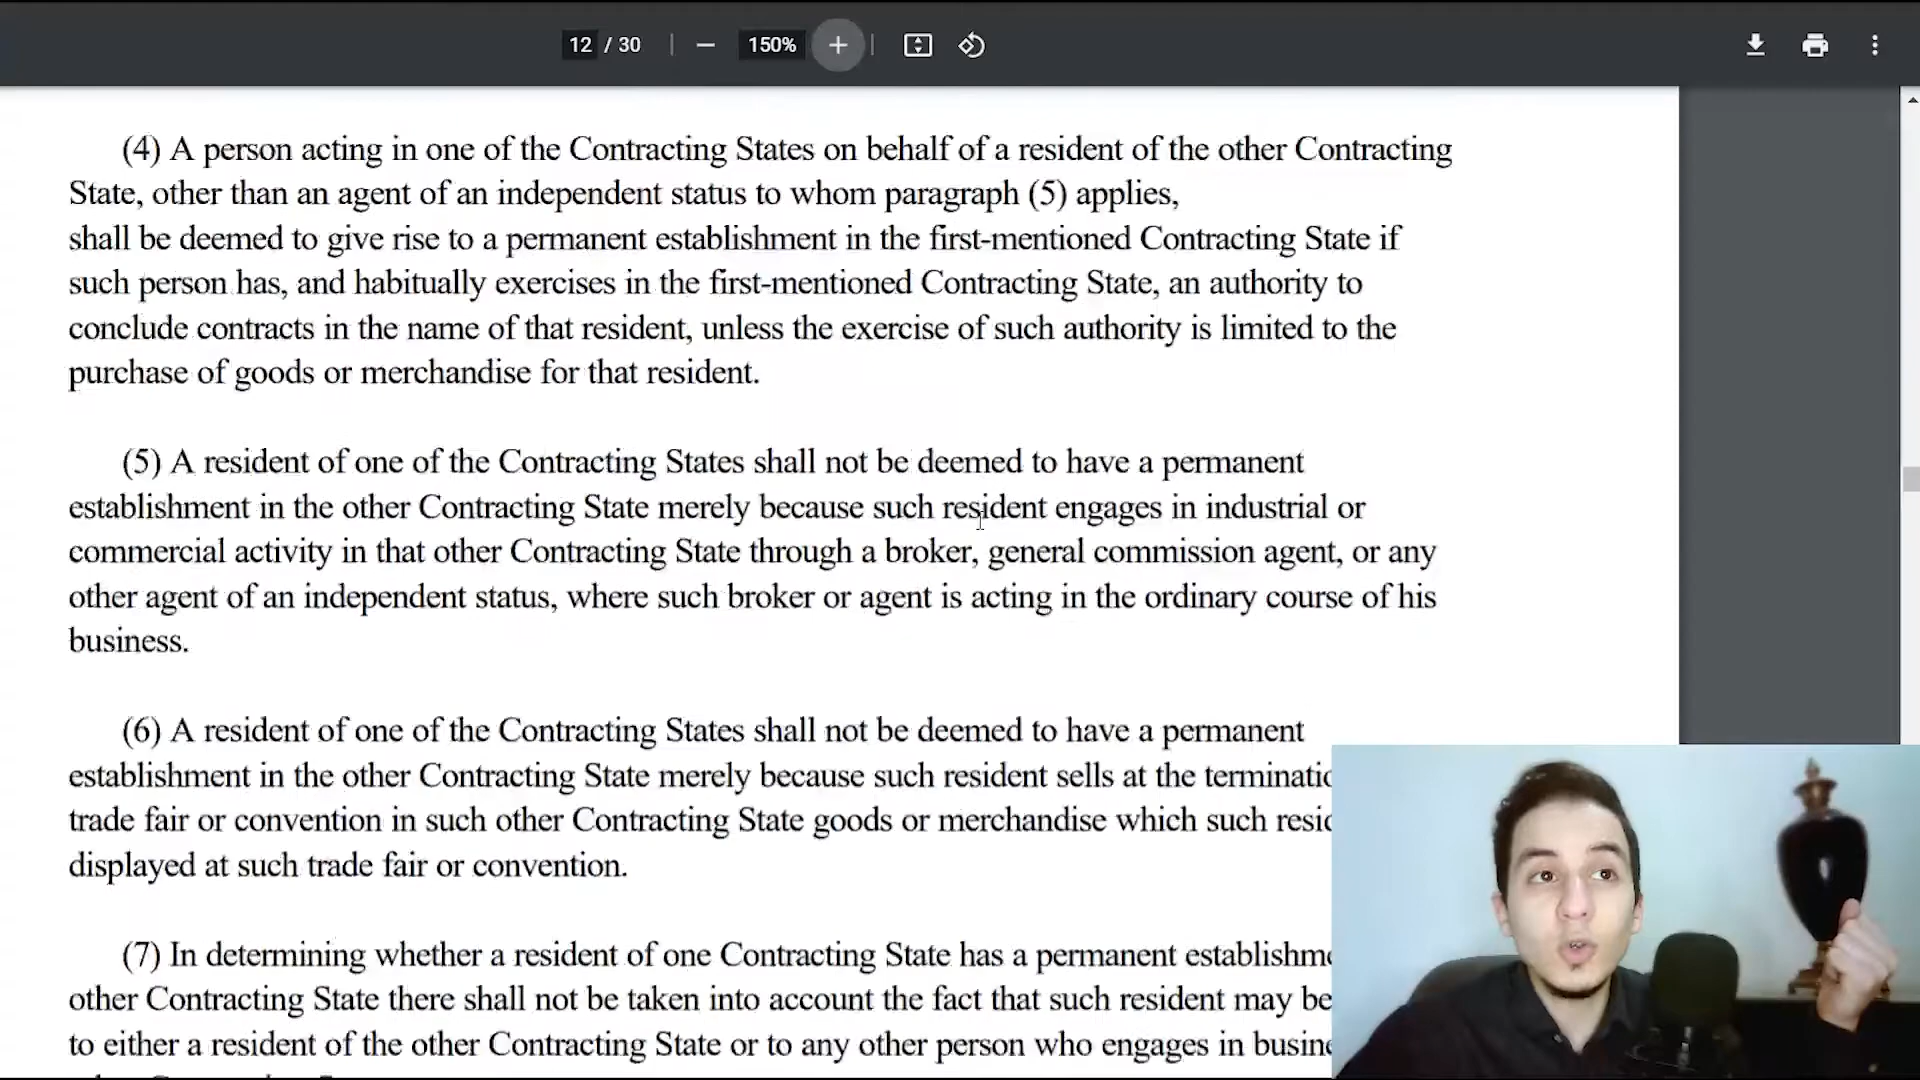 12 / 30
150%
(4) A person acting in one of the Contracting States on behalf of a resident of the other Contracting
State, other than an agent of an independent status to whom paragraph (5) applies,
shall be deemed to give rise to a permanent establishment in the first-mentioned Contracting State if
such person has, and habitually exercises in the first-mentioned Contracting State, an authority to
conclude contracts in the name of that resident, unless the exercise of such authority is limited to the
purchase of goods or merchandise for that resident.
(5) A resident of one of the Contracting States shall not be deemed to have a permanent
establishment in the other Contracting State merely because such resident engages in industrial or
commercial activity in that other Contracting State through a broker, general commission agent, or any
other agent of an independent status, where such broker or agent is acting in the ordinary course of his
business.
(6) A resident of one of the Contracting States shall not be deemed to have a permanent
establishment in the other Contracting State merely because such resident sells at the
trade fair or convention in such other Contracting State goods or merchandise which such
displayed at such trade fair or convention.
(7) In determining whether a resident of one Contracting State has a permanent
other Contracting State there shall not be taken into account the fact that such resident may be
to either a resident of the other Contracting State or to any other person who engages in